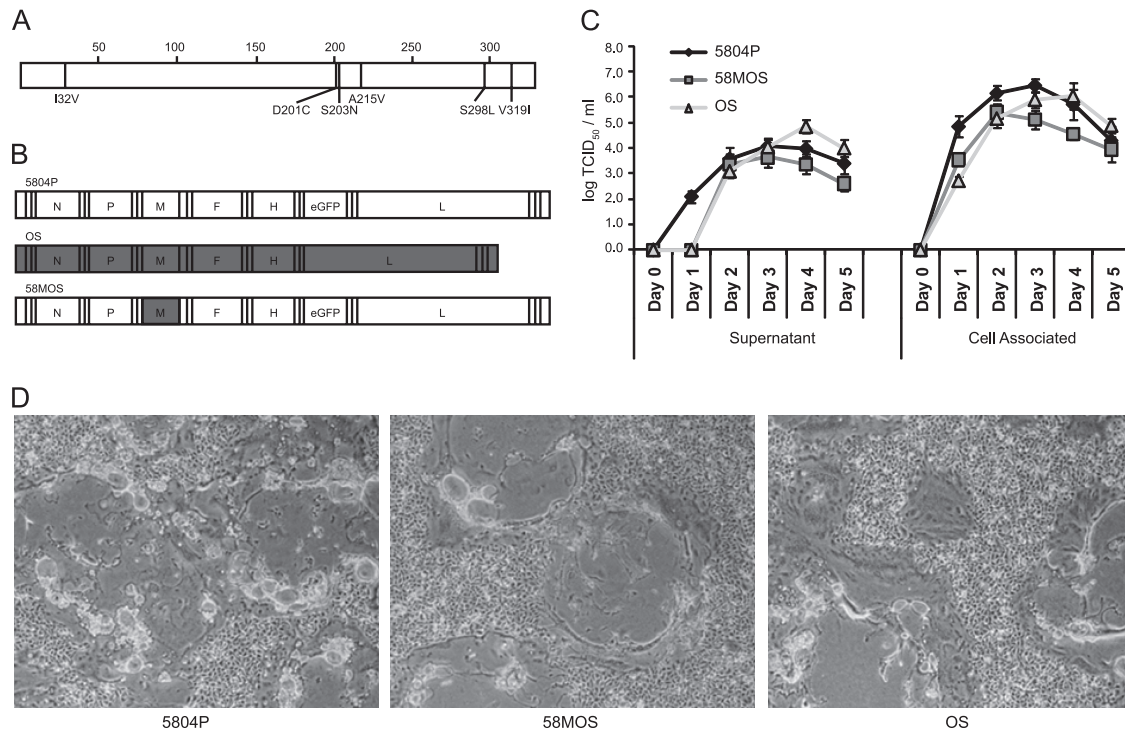 A
50 100 150 200 250 300
I32V D201C S203N A215V S298L V319I
B
5804P
N P M F H eGFP L
OS
N P M F H L
58MOS
N P M F H eGFP L
C
8,0
7,0
6,0
5.0
4.0
3.0
2.0
1.0
0.0
log TCID50 / ml
5804P
58MOS
OS
Day 0 Day 1 Day 2 Day 3 Day 4 Day 5 Day 0 Day 1 Day 2 Day 3 Day 4 Day 5
Supernatant Cell Associated
D
5804P 58MOS OS